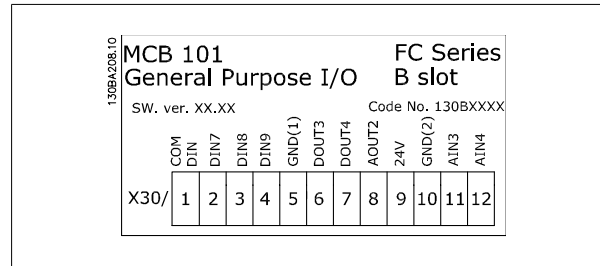 130BA208.10
MCB 101 FC Series
General Purpose I/O B slot
SW. ver. XX.XX Code No. 130BXXXX
COM DIN DIN7 DIN8 DIN9 GND(1) DOUT3 DOUT4 AOUT2 24V GND(2) AIN3 AIN4
X30/ 1 2 3 4 5 6 7 8 9 10 11 12